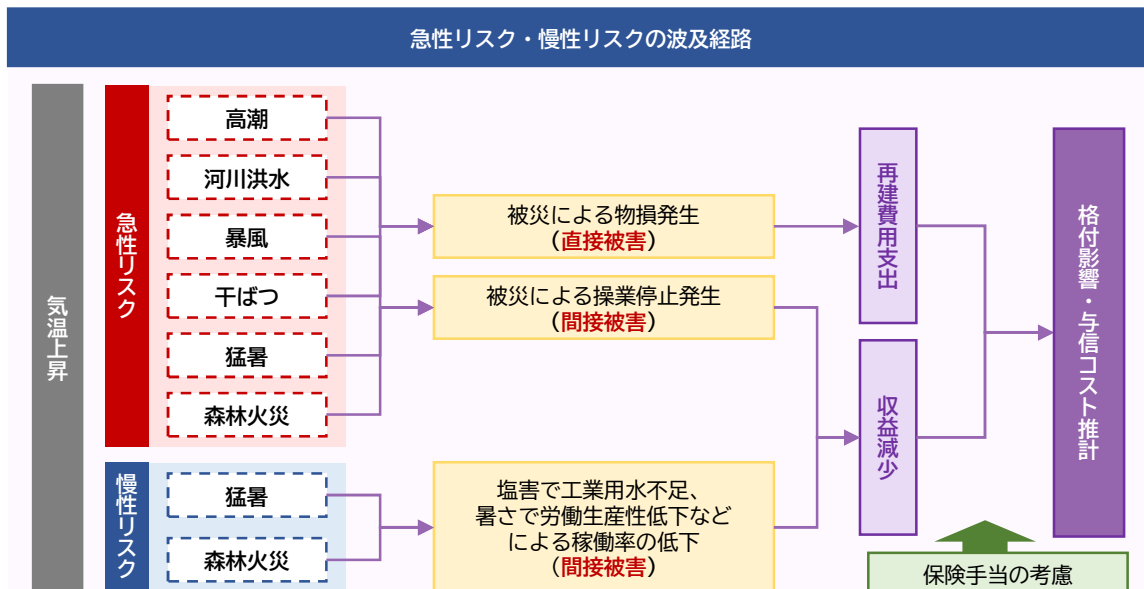 急性リスク・慢性リスクの波及経路
気温上昇
急性リスク
高潮
河川洪水
暴風
干ばつ
猛暑
森林火災
慢性リスク
猛暑
森林火災
被災による物損発生
（直接被害）
被災による操業停止発生
（間接被害）
塩害で工業用水不足、
暑さで労働生産性低下など
による稼働率の低下
（間接被害）
再建費用支出
収益減少
格付影響・与信コスト推計
保険手当の考慮